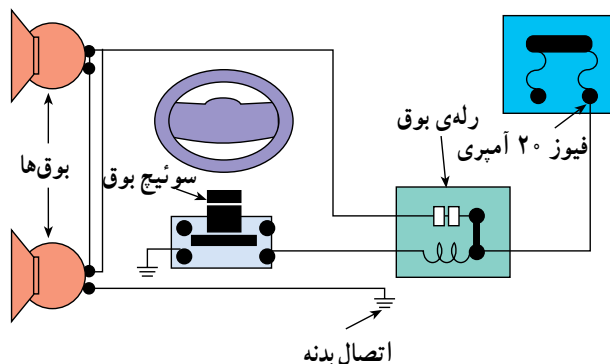 فیوز ۲۰ آمپری
رله‌ی بوق
بوق‌ها
سوئیچ بوق
اتصال بدنه